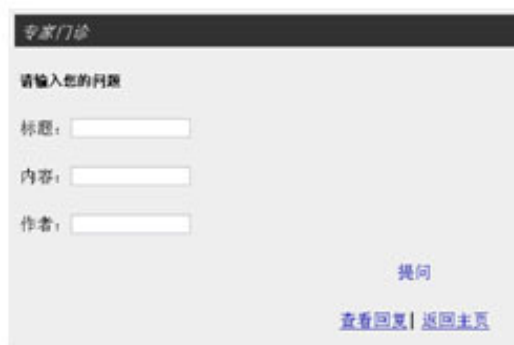 专家门诊
请输入您的问题
标题：
内容：
作者：
提问
查看回复| 返回主页